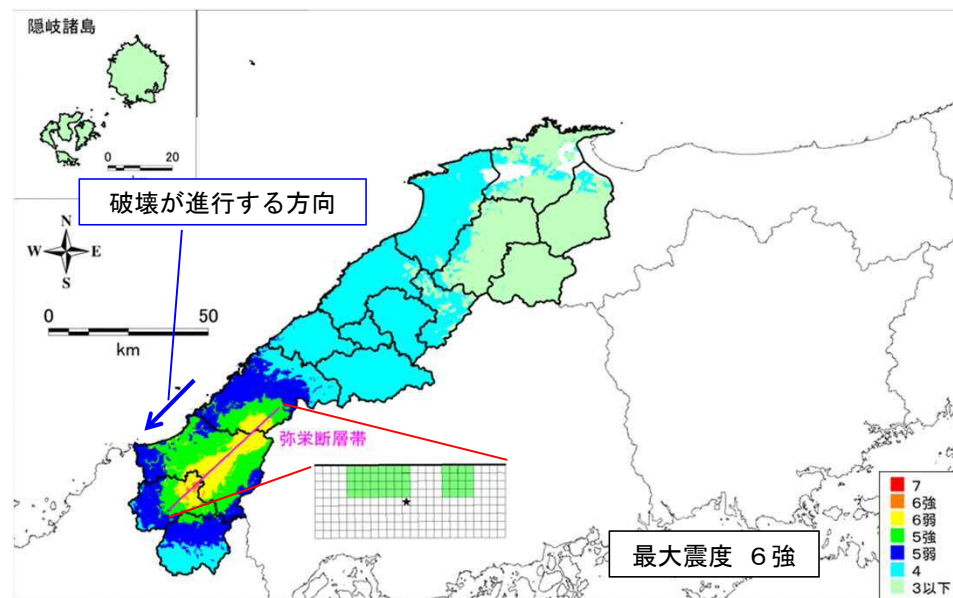 隠岐諸島
0 20
破壊が進行する方向
N
W E
S
0 50
km
弥栄断層帯
最大震度 6強
7
6強
6弱
5強
5弱
4
3以下